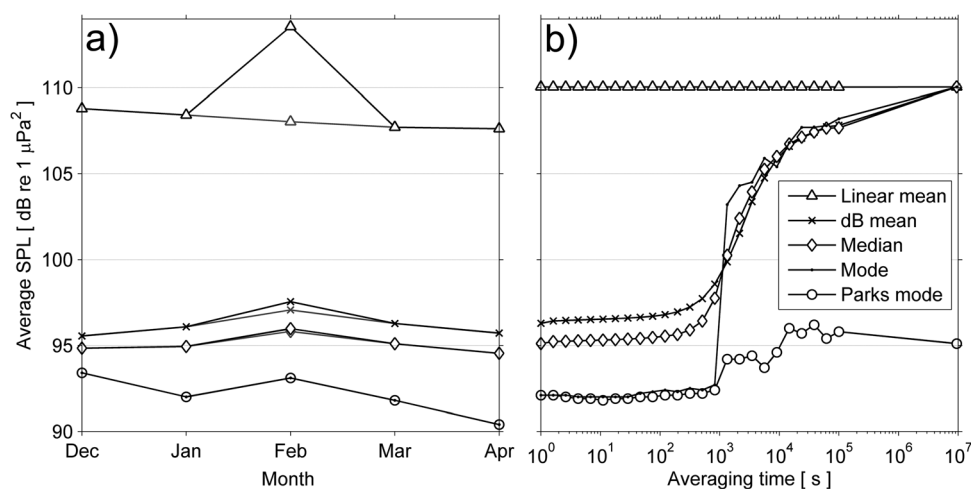 a)
110
105
100
95
90
Average SPL [ dB re 1 μPa² ]
Dec Jan Feb Mar Apr
Month
b)
Linear mean
dB mean
Median
Mode
Parks mode
10⁰ 10¹ 10² 10³ 10⁴ 10⁵ 10⁶ 10⁷
Averaging time [ s ]